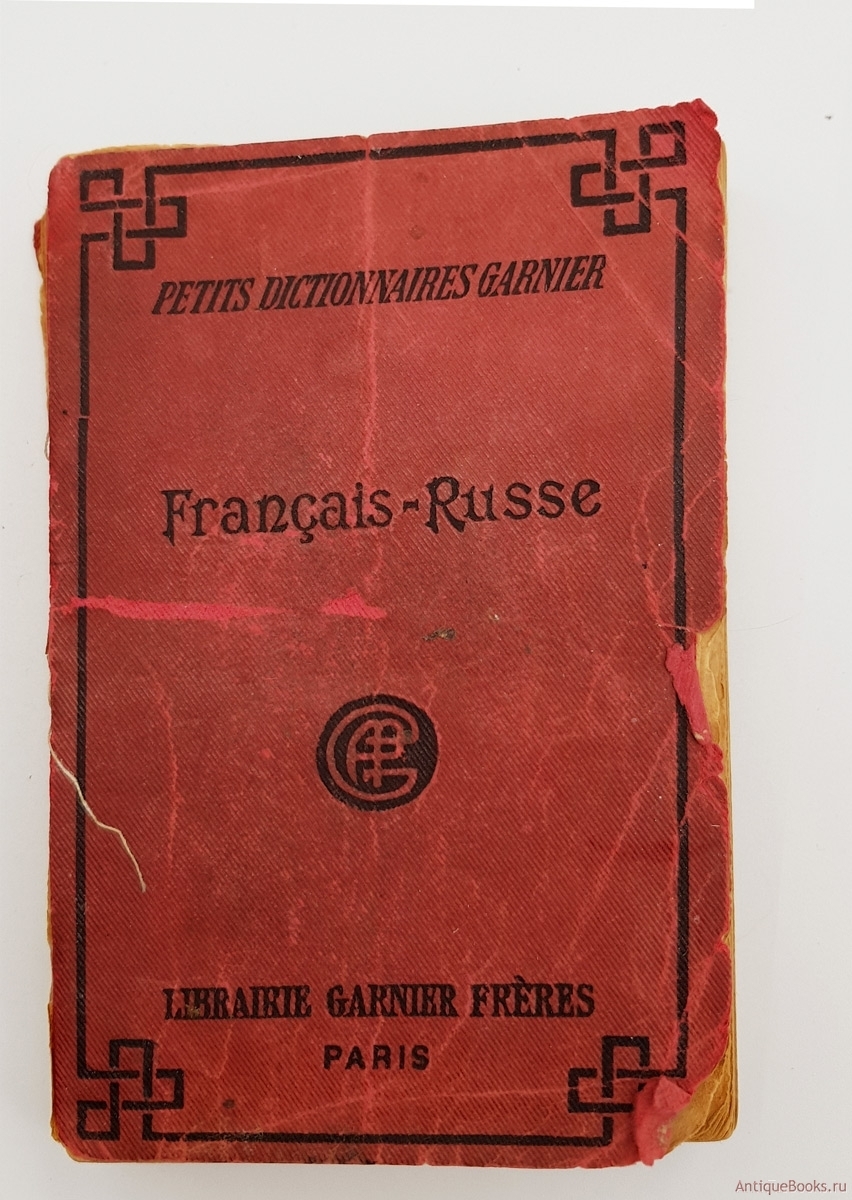 PETITS DICTIONNAIRES GARNIER
Français-Russe
LIBRAIRIE GARNIER FRÈRES
PARIS
AntiqueBooks.ru